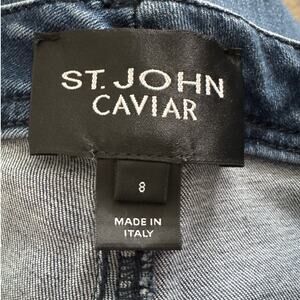 ST. JOHN
CAVIAR
8
MADE IN
ITALY